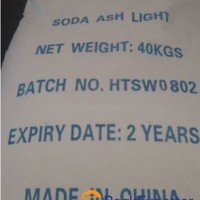 SODA ASH LIGHT
NET WEIGHT: 40KGS
BATCH NO. HTSW0802
EXPIRY DATE: 2 YEARS
MADE IN CHINA